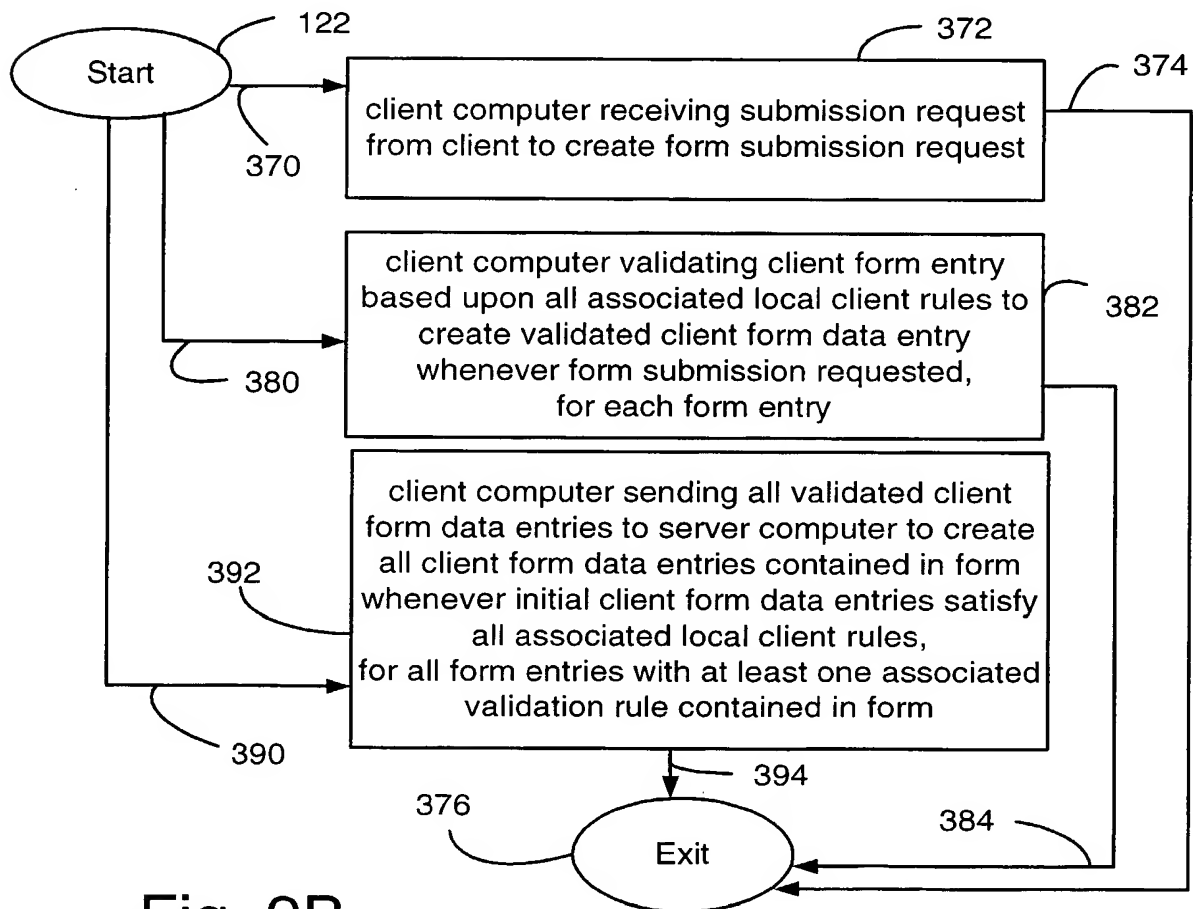 122
Start
370
372
client computer receiving submission request
from client to create form submission request
374
client computer validating client form entry
based upon all associated local client rules to
create validated client form data entry
whenever form submission requested,
for each form entry
382
380
client computer sending all validated client
form data entries to server computer to create
all client form data entries contained in form
whenever initial client form data entries satisfy
all associated local client rules,
for all form entries with at least one associated
validation rule contained in form
392
390
394
376
Exit
384